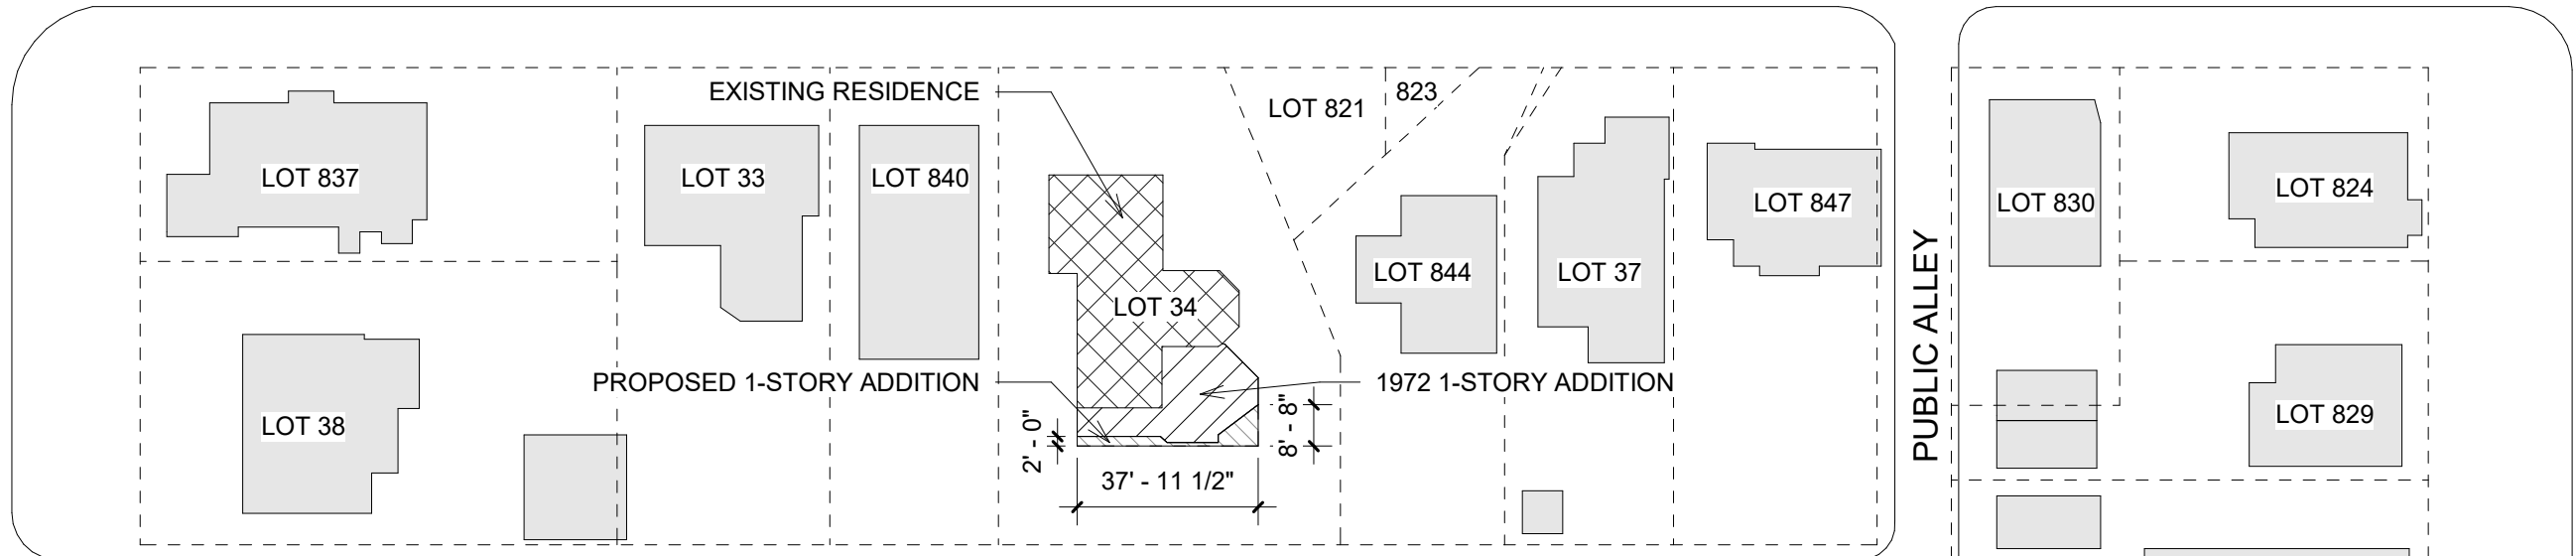 EXISTING RESIDENCE
823
LOT 821
LOT 837
LOT 33
LOT 840
LOT 847
LOT 830
LOT 824
LOT 844
LOT 37
LOT 34
PUBLIC ALLEY
PROPOSED 1-STORY ADDITION
1972 1-STORY ADDITION
LOT 38
LOT 829
2' - 0"
8' - 8"
37' - 11 1/2"